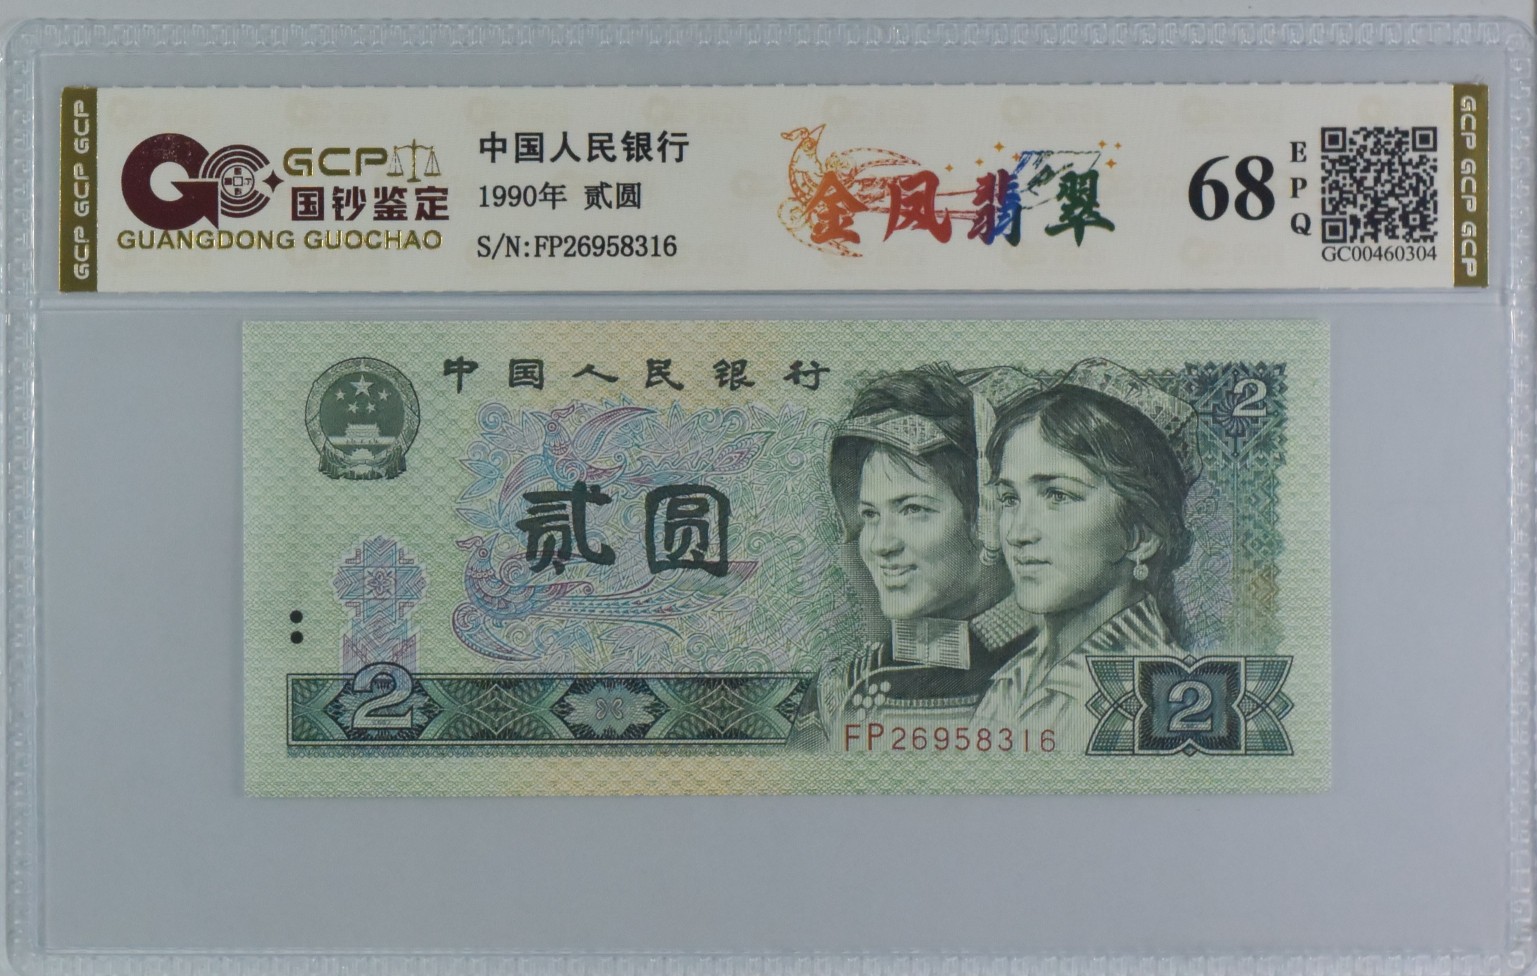 GCP GCP GCP
GCP
国钞鉴定
GUANGDONG GUOCHAO
中国人民银行
1990年 贰圆
S/N:FP26958316
金凤翡翠
68
EPQ
GC00460304
GCP GCP GCP
中国人民银行
2
贰圆
2
2
FP26958316